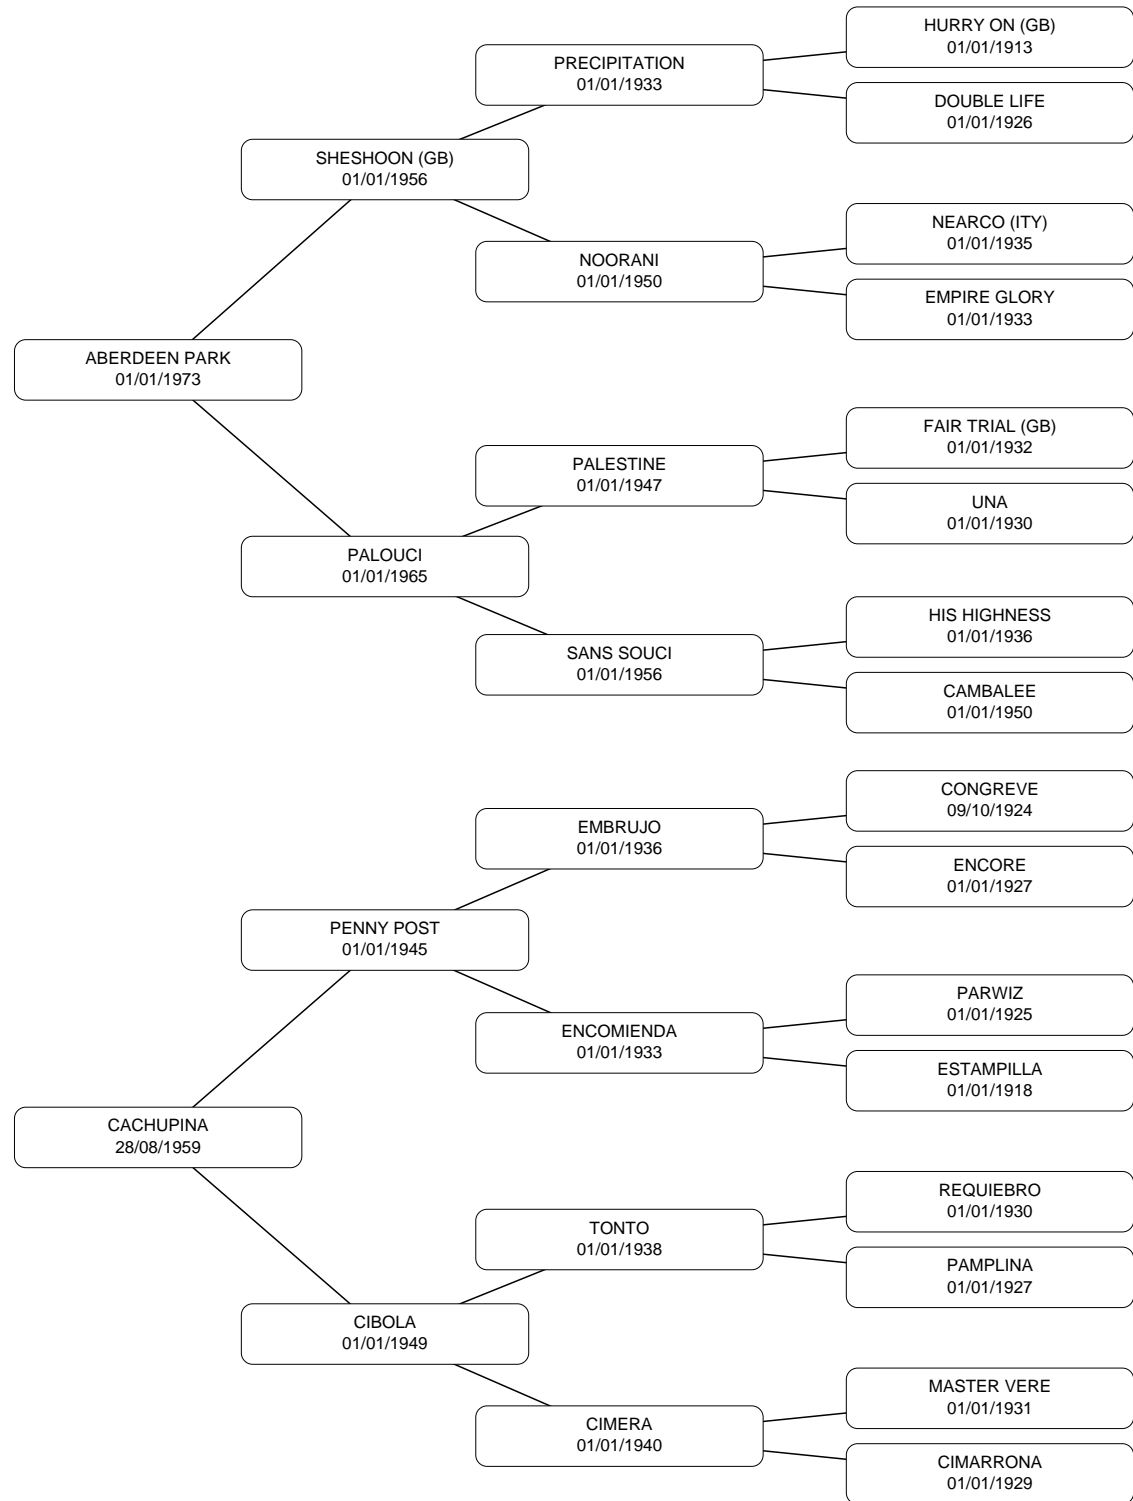 HURRY ON (GB)
01/01/1913
PRECIPITATION
01/01/1933
DOUBLE LIFE
01/01/1926
SHESHOON (GB)
01/01/1956
NEARCO (ITY)
01/01/1935
NOORANI
01/01/1950
EMPIRE GLORY
01/01/1933
ABERDEEN PARK
01/01/1973
FAIR TRIAL (GB)
01/01/1932
PALESTINE
01/01/1947
UNA
01/01/1930
PALOUCI
01/01/1965
HIS HIGHNESS
01/01/1936
SANS SOUCI
01/01/1956
CAMBALEE
01/01/1950
CONGREVE
09/10/1924
EMBRUJO
01/01/1936
ENCORE
01/01/1927
PENNY POST
01/01/1945
PARWIZ
01/01/1925
ENCOMIENDA
01/01/1933
ESTAMPILLA
01/01/1918
CACHUPINA
28/08/1959
REQUIEBRO
01/01/1930
TONTO
01/01/1938
PAMPLINA
01/01/1927
CIBOLA
01/01/1949
MASTER VERE
01/01/1931
CIMERA
01/01/1940
CIMARRONA
01/01/1929